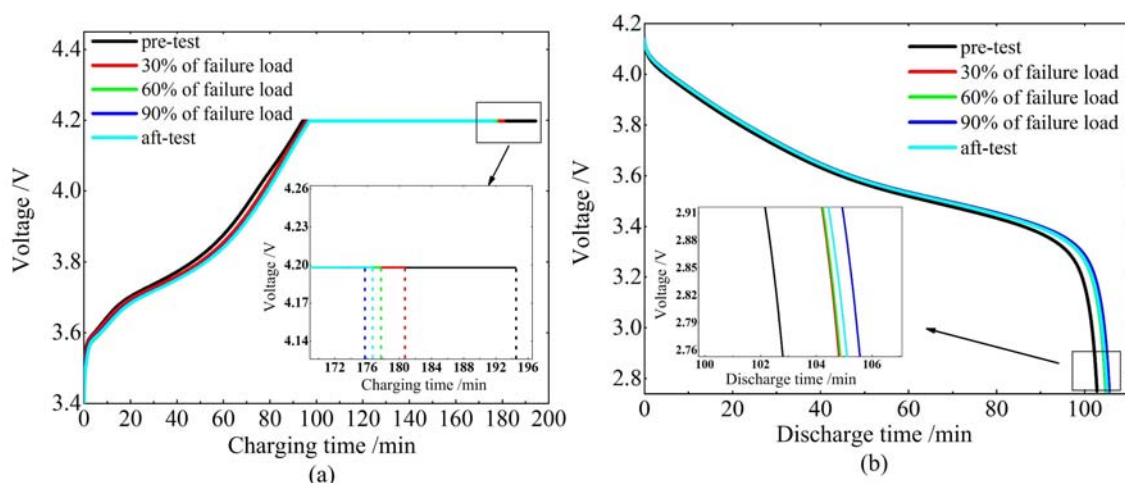 4.4
4.2
4.0
3.8
3.6
3.4
Voltage /V
pre-test
30% of failure load
60% of failure load
90% of failure load
aft-test
4.26
4.23
4.20
4.17
4.14
Voltage /V
172 176 180 184 188 192 196
Charging time /min
0 20 40 60 80 100 120 140 160 180 200
Charging time /min
(a)
4.2
4.0
3.8
3.6
3.4
3.2
3.0
2.8
Voltage /V
pre-test
30% of failure load
60% of failure load
90% of failure load
aft-test
2.91
2.88
2.85
2.82
2.79
2.76
Voltage /V
100 102 104 106
Discharge time /min
0 20 40 60 80 100
Discharge time /min
(b)